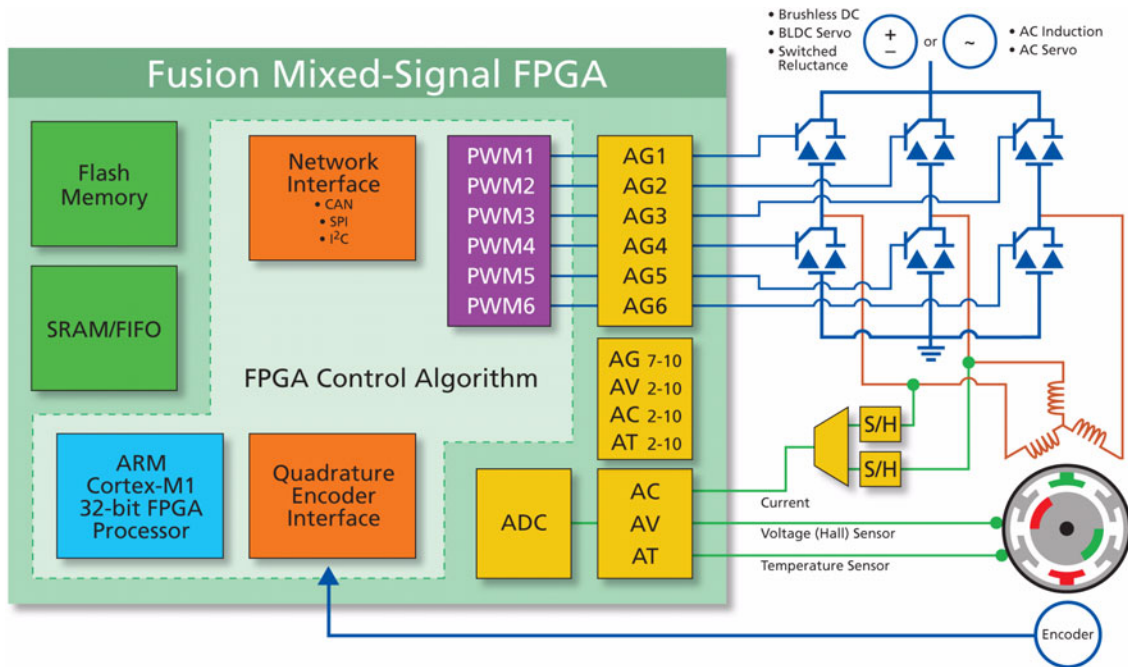 • Brushless DC
• BLDC Servo
• Switched
Reluctance
+
−
or
~
• AC Induction
• AC Servo
Fusion Mixed-Signal FPGA
Flash
Memory
SRAM/FIFO
Network
Interface
• CAN
• SPI
• I²C
PWM1
PWM2
PWM3
PWM4
PWM5
PWM6
AG1
AG2
AG3
AG4
AG5
AG6
FPGA Control Algorithm
AG 7-10
AV 2-10
AC 2-10
AT 2-10
ARM
Cortex-M1
32-bit FPGA
Processor
Quadrature
Encoder
Interface
ADC
AC
AV
AT
S/H
S/H
Current
Voltage (Hall) Sensor
Temperature Sensor
Encoder